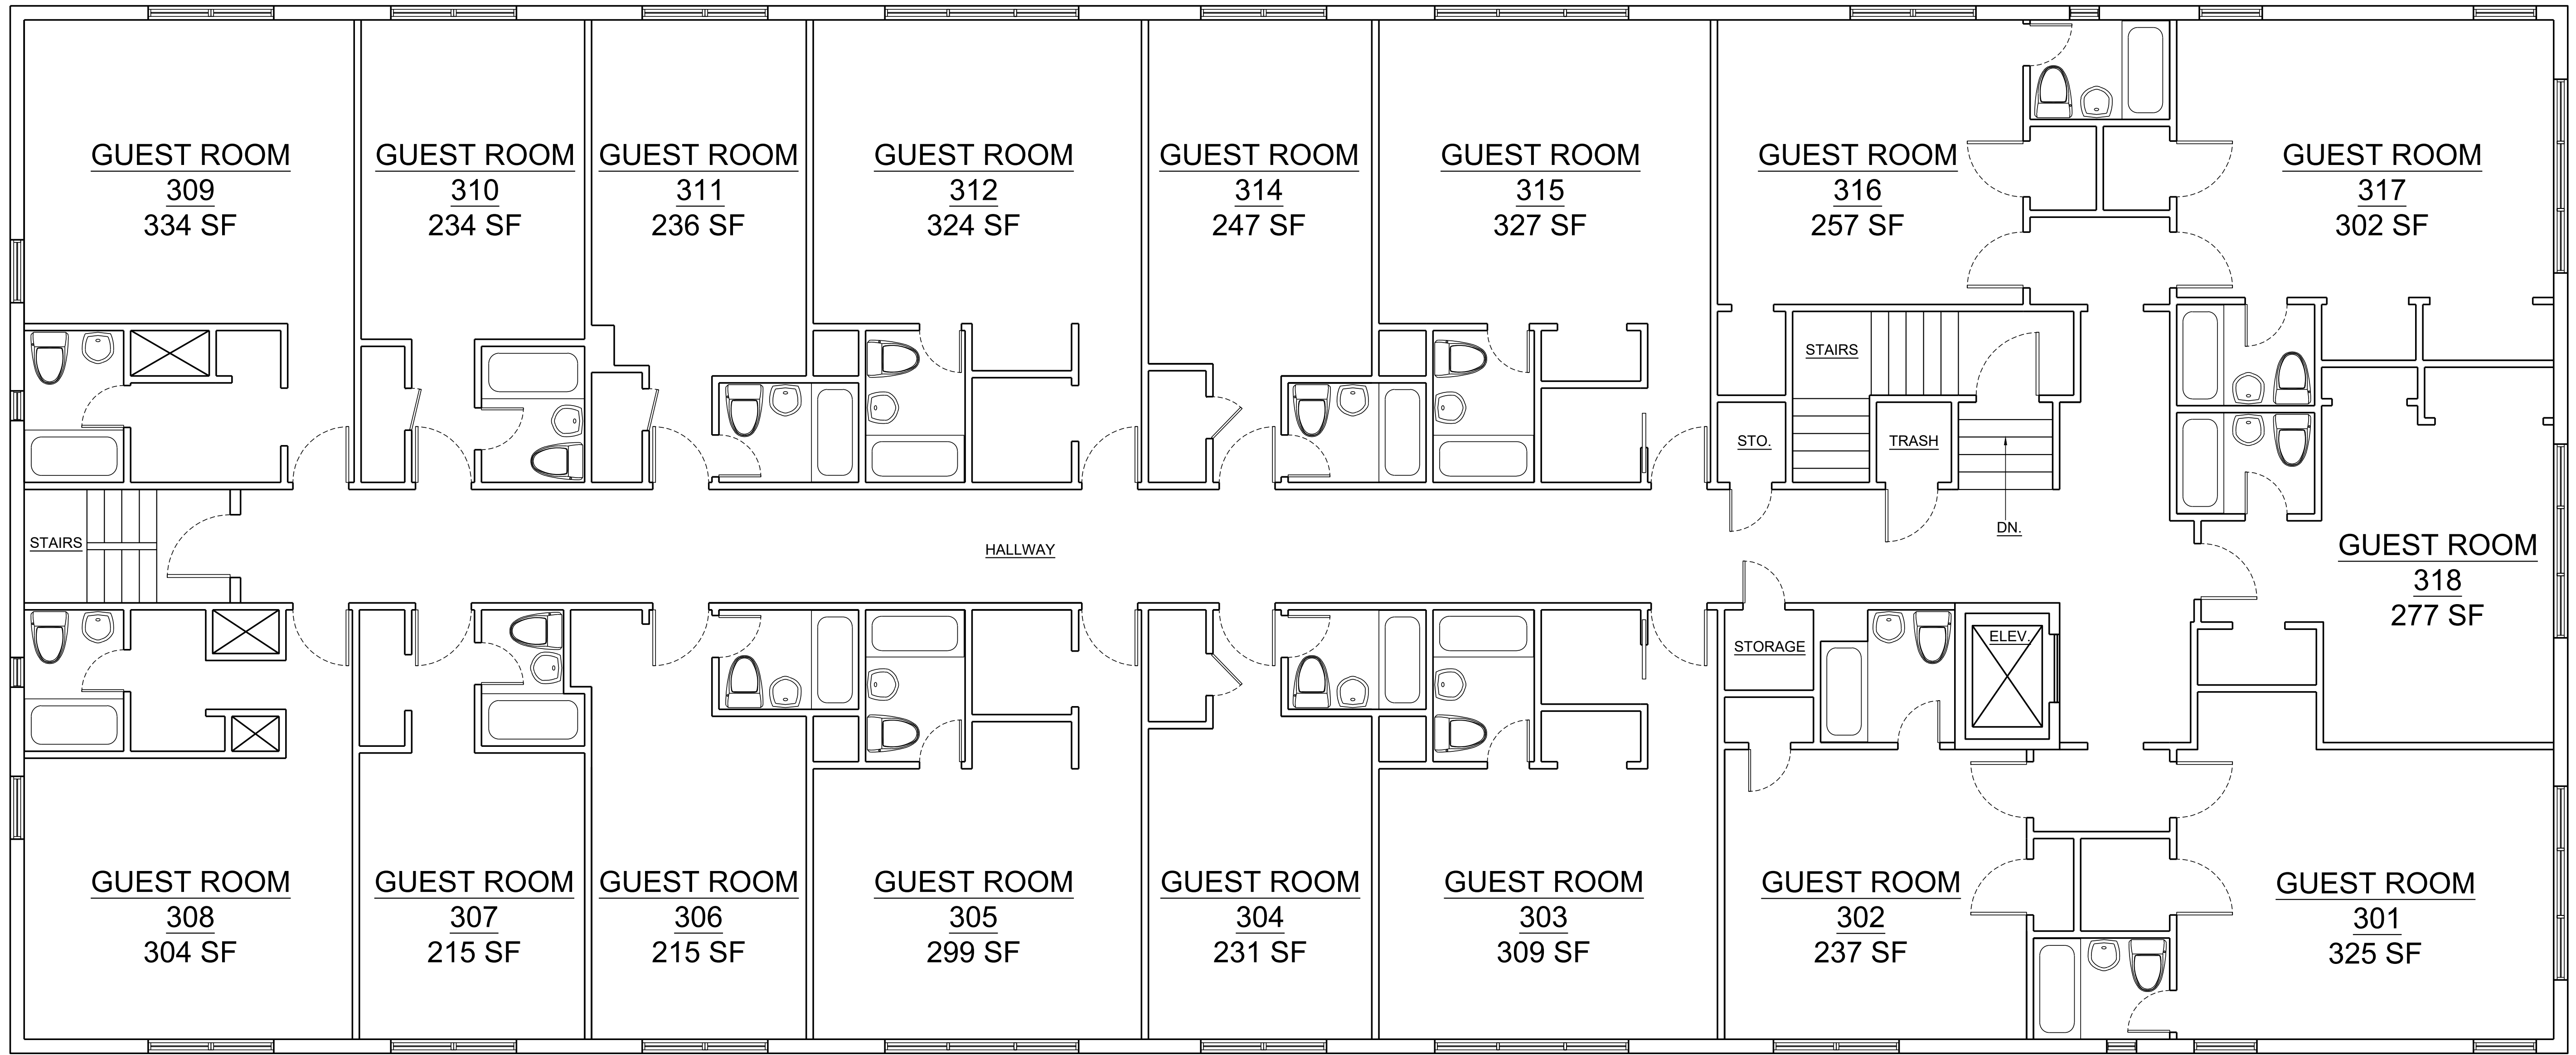 GUEST ROOM
309
334 SF
GUEST ROOM
310
234 SF
GUEST ROOM
311
236 SF
GUEST ROOM
312
324 SF
GUEST ROOM
314
247 SF
GUEST ROOM
315
327 SF
GUEST ROOM
316
257 SF
GUEST ROOM
317
302 SF
STAIRS
STO.
TRASH
DN.
STAIRS
HALLWAY
GUEST ROOM
318
277 SF
STORAGE
ELEV.
GUEST ROOM
308
304 SF
GUEST ROOM
307
215 SF
GUEST ROOM
306
215 SF
GUEST ROOM
305
299 SF
GUEST ROOM
304
231 SF
GUEST ROOM
303
309 SF
GUEST ROOM
302
237 SF
GUEST ROOM
301
325 SF